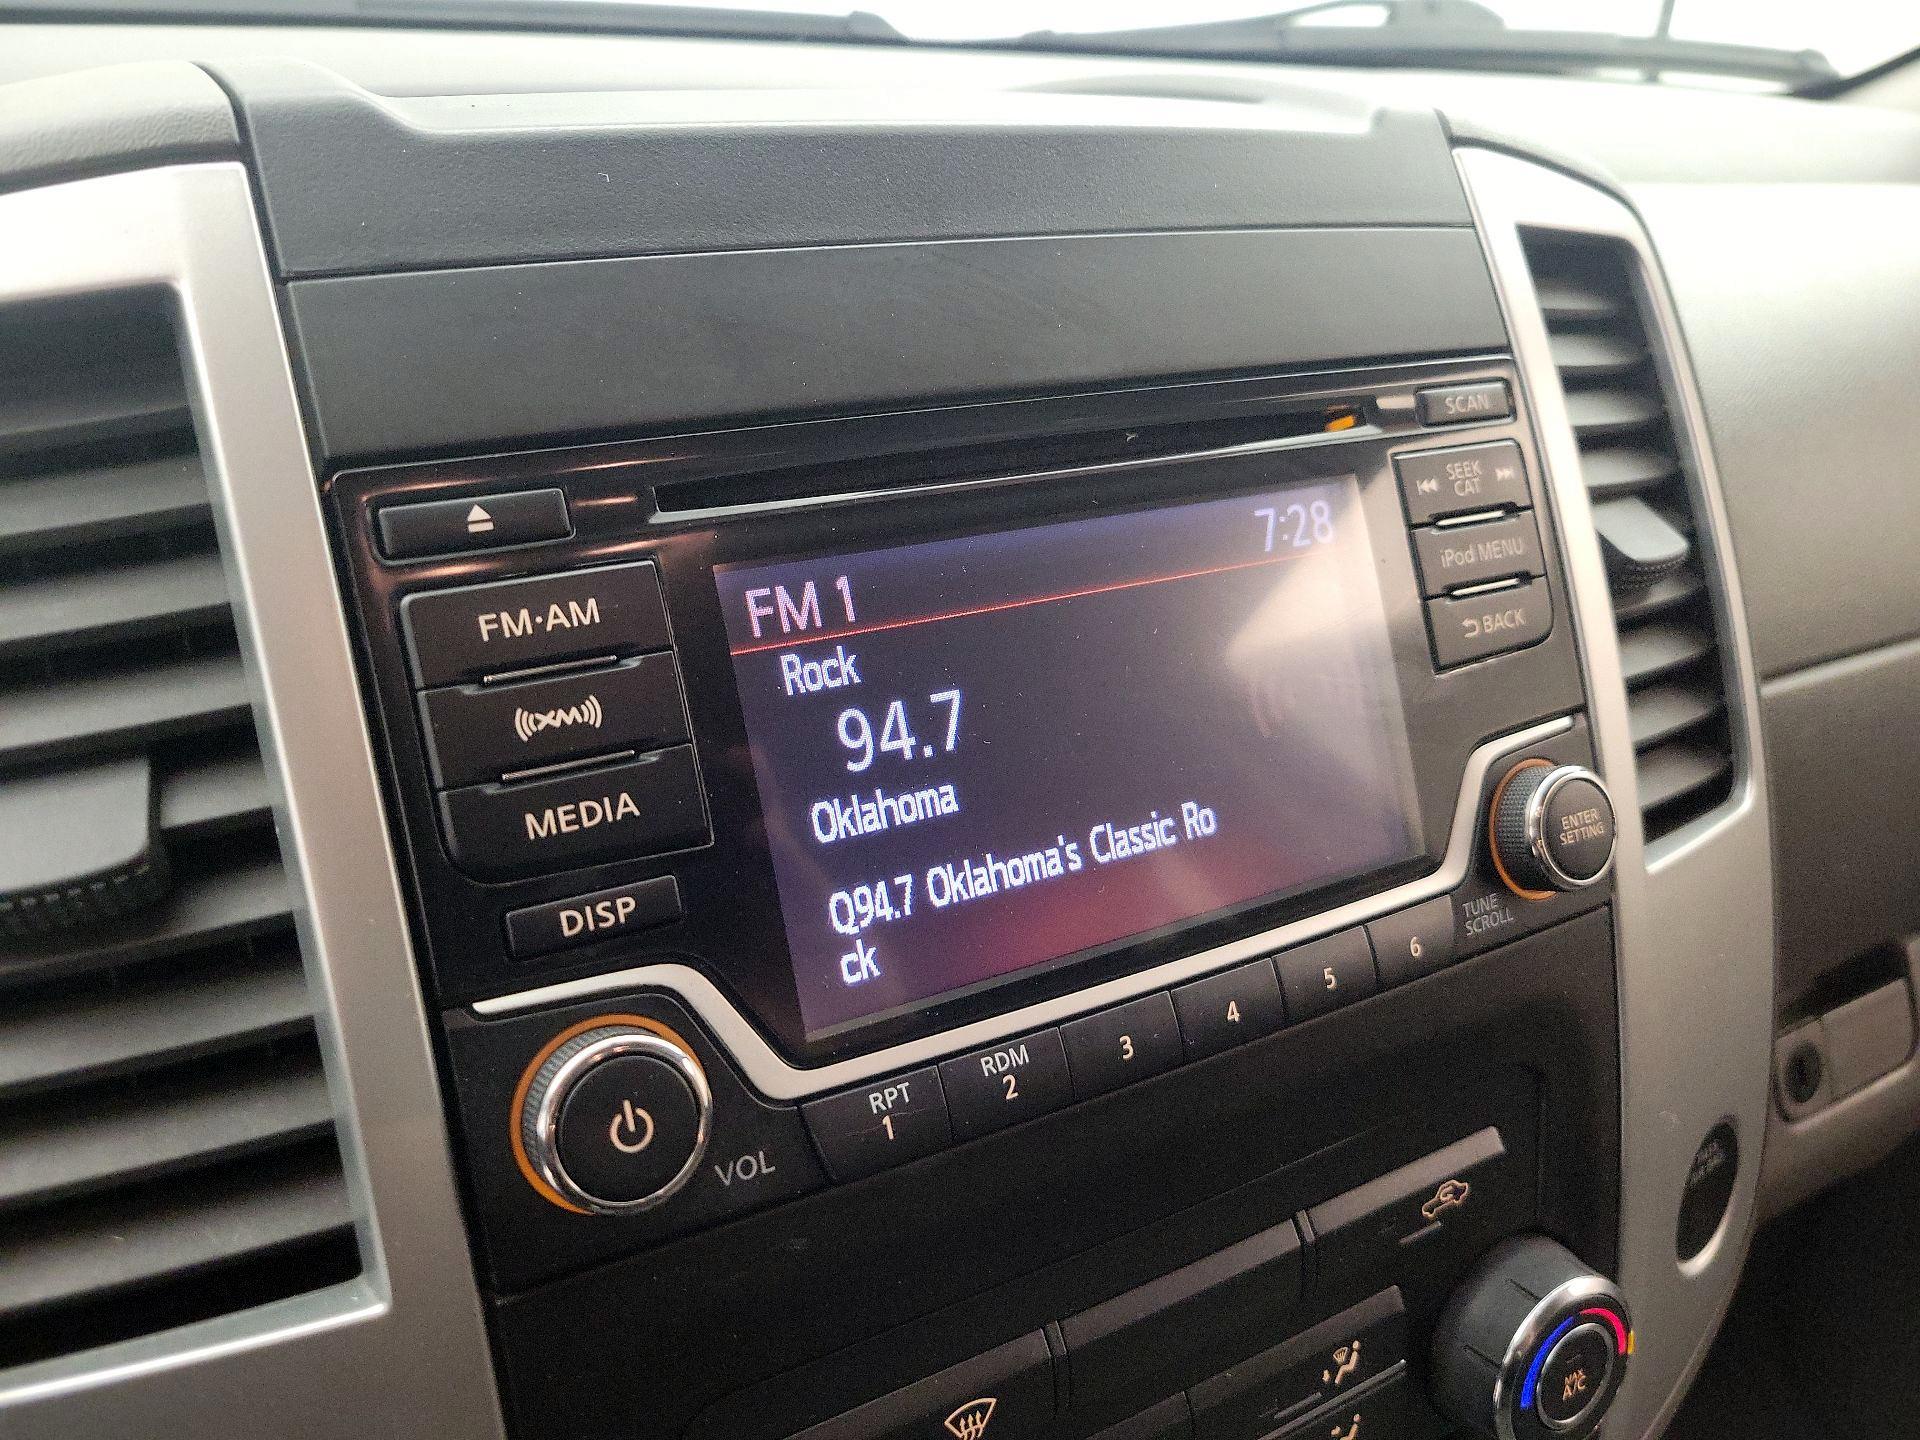 SCAN
SEEK
CAT
iPod MENU
BACK
FM·AM
XM
MEDIA
DISP
7:28
FM 1
Rock
94.7
Oklahoma
Q94.7 Oklahoma's Classic Ro
ck
ENTER
SETTING
TUNE
SCROLL
VOL
RPT
1
RDM
2
3
4
5
6
MAX
A/C